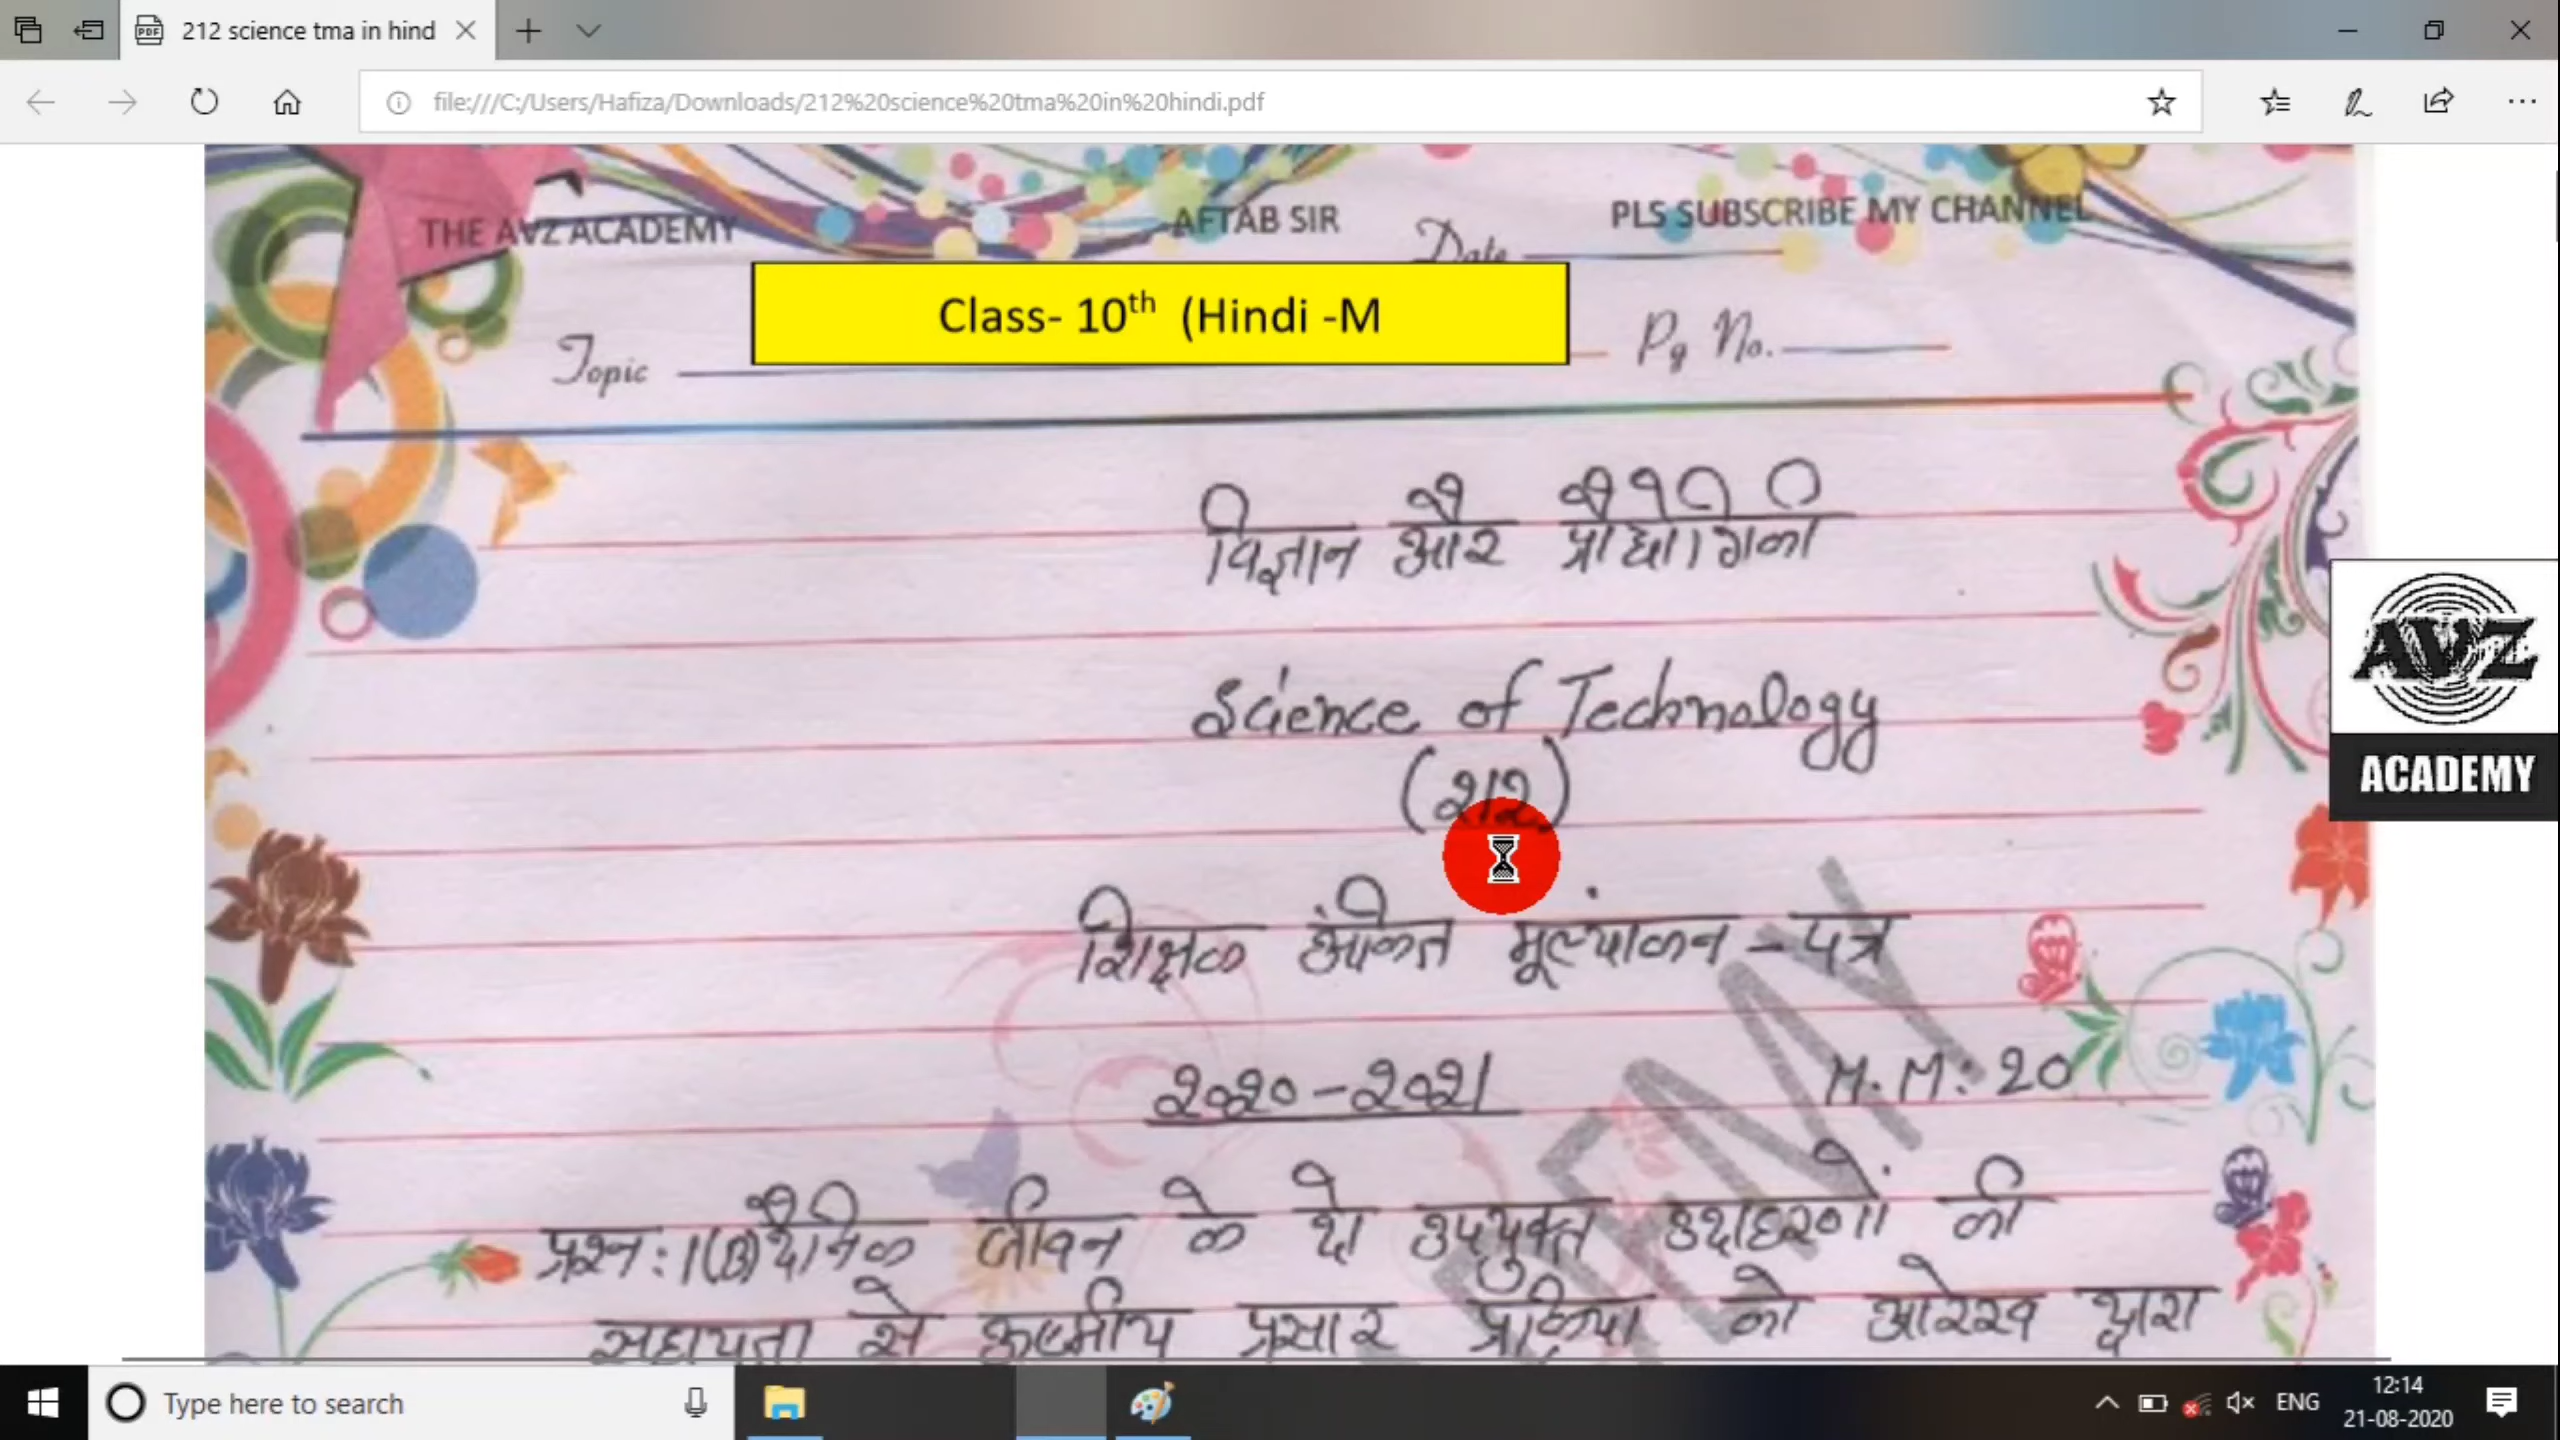 212 science tma in hind
file:///C:/Users/Hafiza/Downloads/212%20science%20tma%20in%20hindi.pdf
THE AVZ ACADEMY AFTAB SIR PLS SUBSCRIBE MY CHANNEL
Date
Class- 10th (Hindi -M
Topic Pg No.
विज्ञान और प्रौद्योगिकी
Science of Technology
(212)
AVZ
ACADEMY
शिक्षक अंकित मूल्यांकन - पत्र
2020-2021 M.M: 20
प्रश्न: 1(B) दैनिक जीवन के दो उपयुक्त उदाहरणों की
सहायता से ऊष्मीय प्रसार प्रक्रिया को आरेख द्वारा
Type here to search
ENG
12:14
21-08-2020